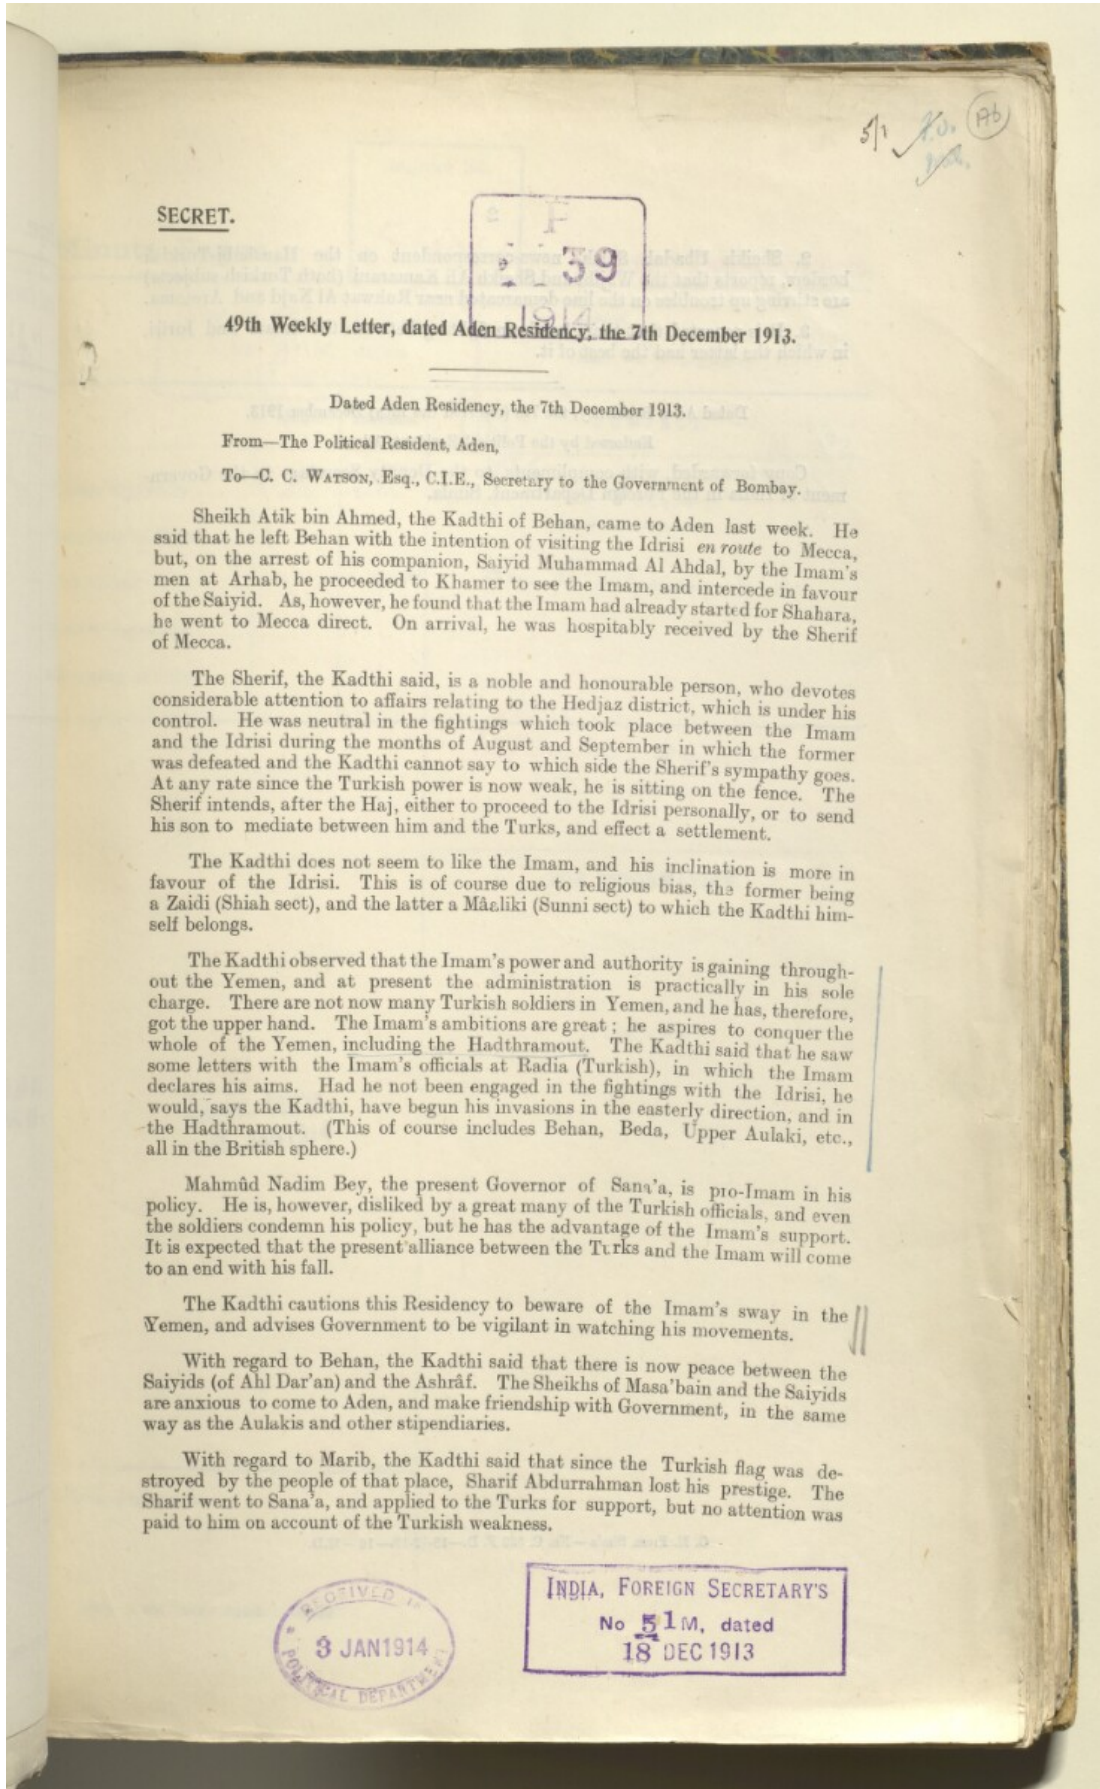 5/1
Ab
SECRET.
P
39
1914
49th Weekly Letter, dated Aden Residency, the 7th December 1913.
Dated Aden Residency, the 7th December 1913.
From—The Political Resident, Aden,
To—C. C. WATSON, Esq., C.I.E., Secretary to the Government of Bombay.
Sheikh Atik bin Ahmed, the Kadthi of Behan, came to Aden last week. He
said that he left Behan with the intention of visiting the Idrisi en route to Mecca,
but, on the arrest of his companion, Saiyid Muhammad Al Ahdal, by the Imam's
men at Arhab, he proceeded to Khamer to see the Imam, and intercede in favour
of the Saiyid. As, however, he found that the Imam had already started for Shahara,
he went to Mecca direct. On arrival, he was hospitably received by the Sherif
of Mecca.
The Sherif, the Kadthi said, is a noble and honourable person, who devotes
considerable attention to affairs relating to the Hedjaz district, which is under his
control. He was neutral in the fightings which took place between the Imam
and the Idrisi during the months of August and September in which the former
was defeated and the Kadthi cannot say to which side the Sherif's sympathy goes.
At any rate since the Turkish power is now weak, he is sitting on the fence. The
Sherif intends, after the Haj, either to proceed to the Idrisi personally, or to send
his son to mediate between him and the Turks, and effect a settlement.
The Kadthi does not seem to like the Imam, and his inclination is more in
favour of the Idrisi. This is of course due to religious bias, the former being
a Zaidi (Shiah sect), and the latter a Mâaliki (Sunni sect) to which the Kadthi him-
self belongs.
The Kadthi observed that the Imam's power and authority is gaining through-
out the Yemen, and at present the administration is practically in his sole
charge. There are not now many Turkish soldiers in Yemen, and he has, therefore,
got the upper hand. The Imam's ambitions are great; he aspires to conquer the
whole of the Yemen, including the Hadthramout. The Kadthi said that he saw
some letters with the Imam's officials at Radia (Turkish), in which the Imam
declares his aims. Had he not been engaged in the fightings with the Idrisi, he
would, says the Kadthi, have begun his invasions in the easterly direction, and in
the Hadthramout. (This of course includes Behan, Beda, Upper Aulaki, etc.,
all in the British sphere.)
Mahmûd Nadim Bey, the present Governor of Sana'a, is pro-Imam in his
policy. He is, however, disliked by a great many of the Turkish officials, and even
the soldiers condemn his policy, but he has the advantage of the Imam's support.
It is expected that the present alliance between the Turks and the Imam will come
to an end with his fall.
The Kadthi cautions this Residency to beware of the Imam's sway in the
Yemen, and advises Government to be vigilant in watching his movements.
With regard to Behan, the Kadthi said that there is now peace between the
Saiyids (of Ahl Dar'an) and the Ashrâf. The Sheikhs of Masa'bain and the Saiyids
are anxious to come to Aden, and make friendship with Government, in the same
way as the Aulakis and other stipendiaries.
With regard to Marib, the Kadthi said that since the Turkish flag was de-
stroyed by the people of that place, Sharif Abdurrahman lost his prestige. The
Sharif went to Sana'a, and applied to the Turks for support, but no attention was
paid to him on account of the Turkish weakness.
RECEIVED IN
3 JAN 1914
POLITICAL DEPARTMENT
INDIA, FOREIGN SECRETARY'S
No 51M, dated
18 DEC 1913